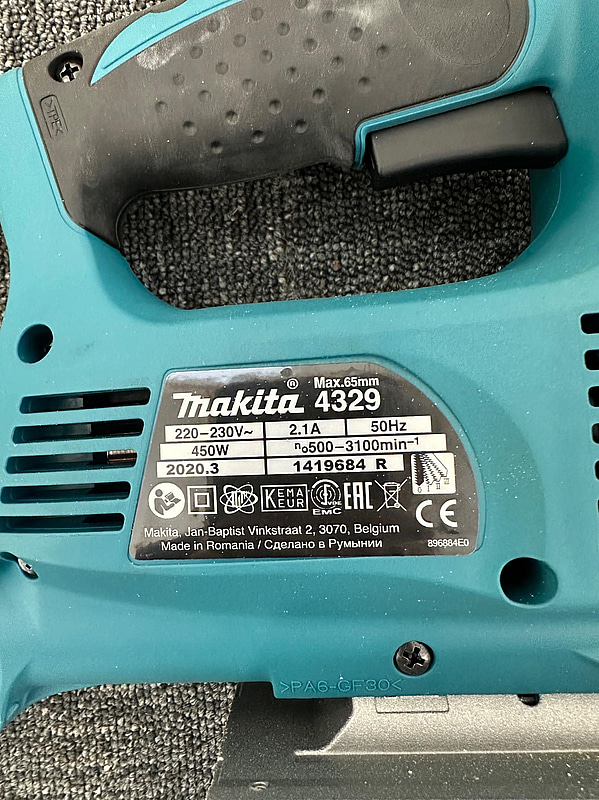 >TPE<
Max.65mm
makita® 4329
220-230V~ 2.1A 50Hz
450W n₀500-3100min⁻¹
2020.3 1419684 R
KEMA
KEUR
EAC
EMC
CE
Makita, Jan-Baptist Vinkstraat 2, 3070, Belgium
Made in Romania / Сделано в Румынии
896884E0
>PA6-GF30<